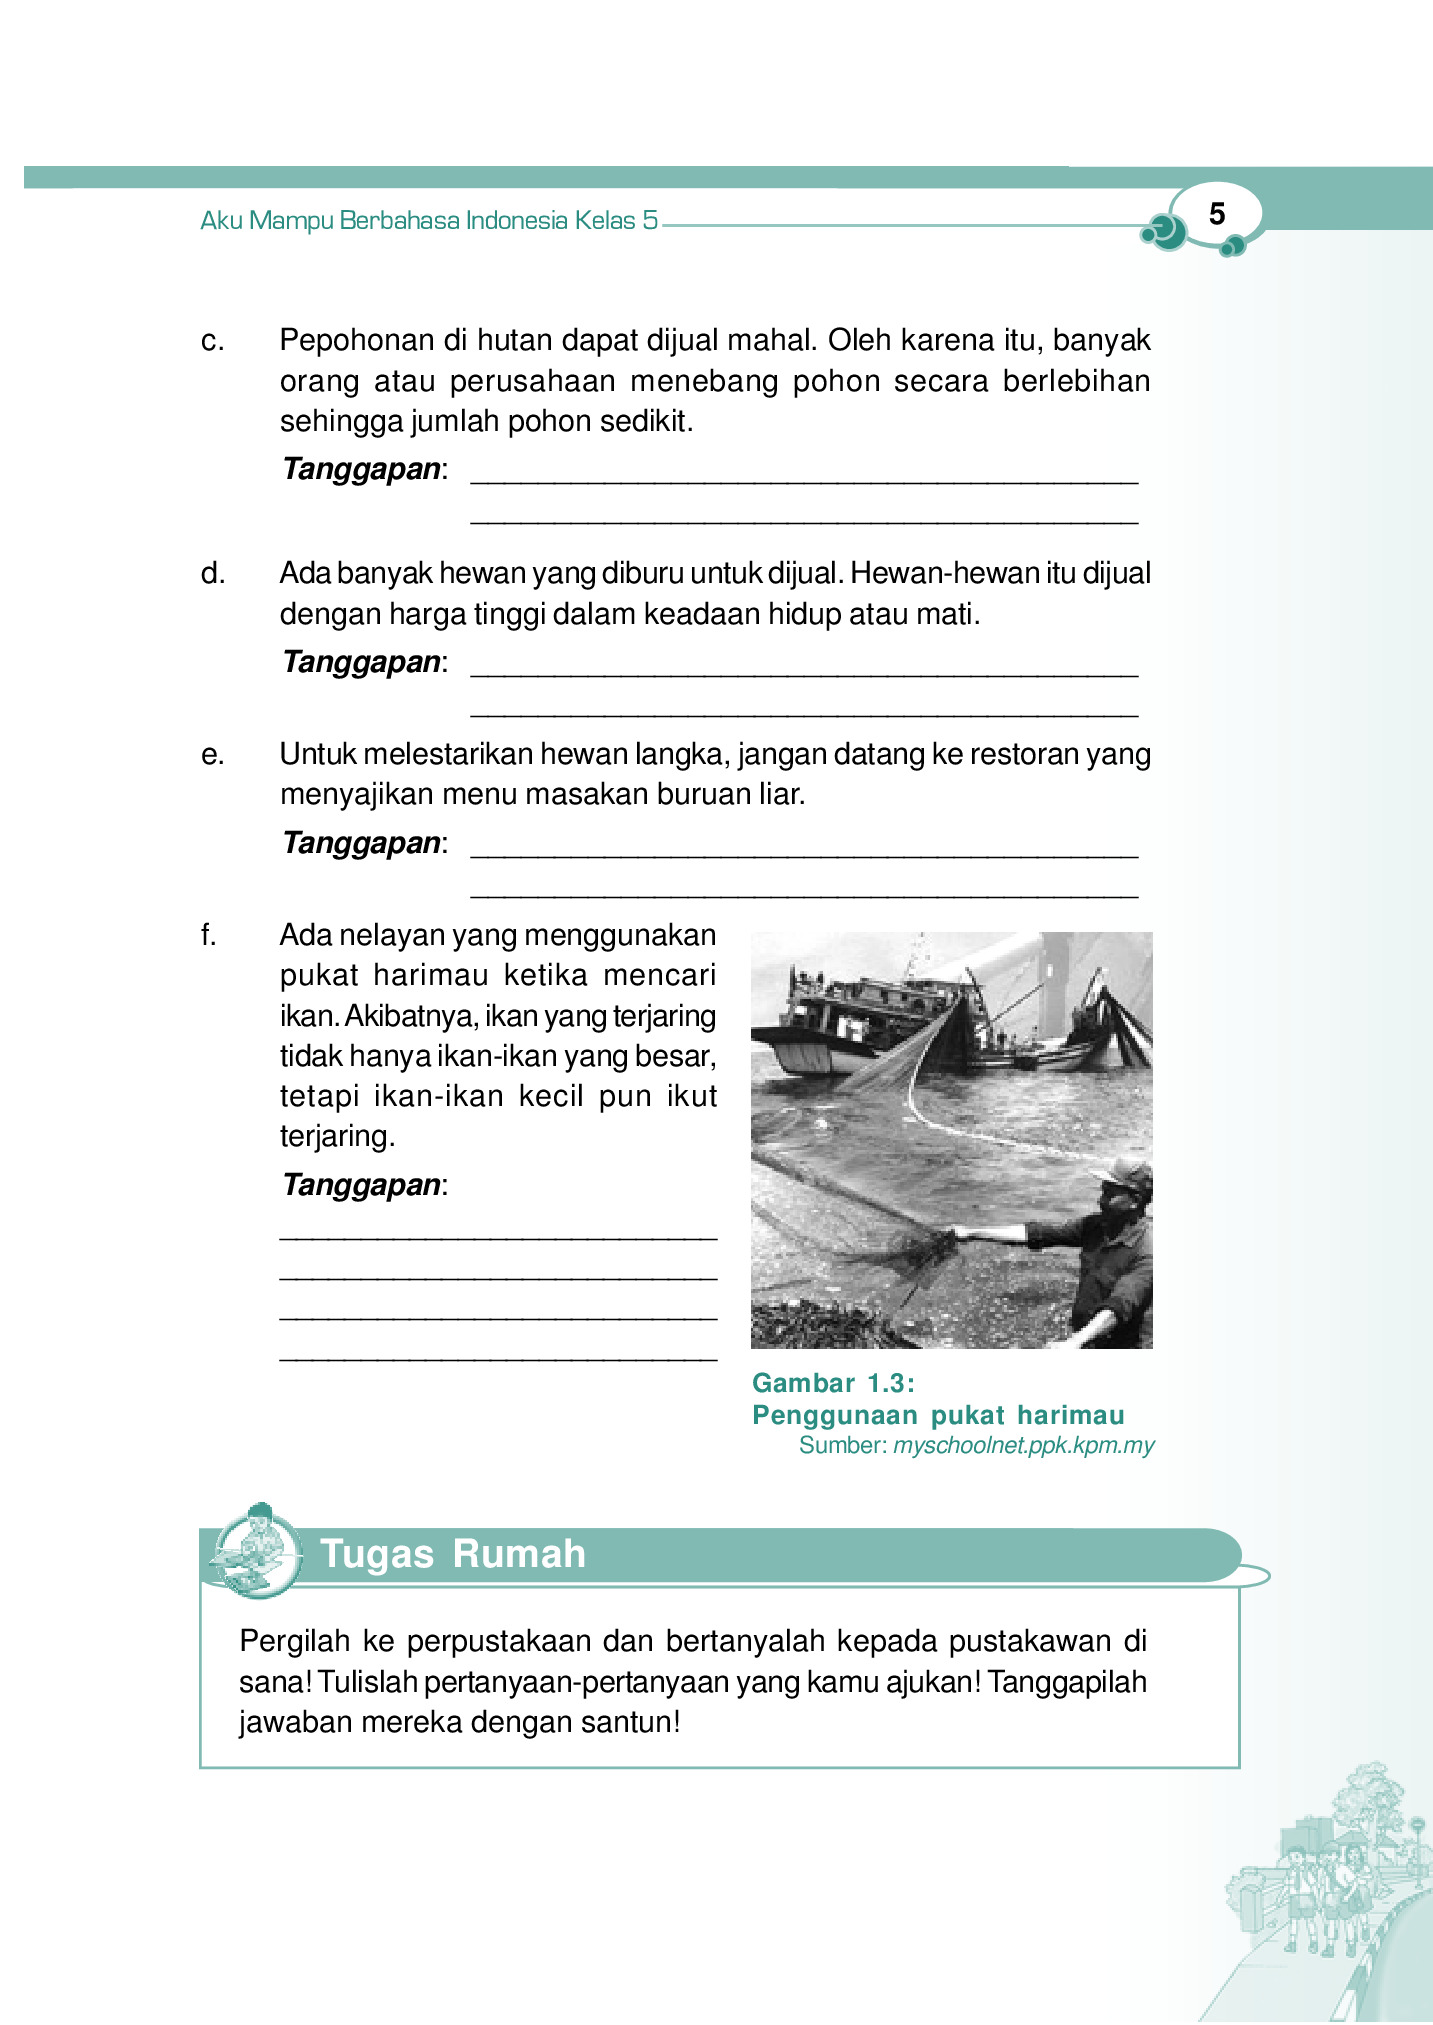 Aku Mampu Berbahasa Indonesia Kelas 5
5
c. Pepohonan di hutan dapat dijual mahal. Oleh karena itu, banyak
orang atau perusahaan menebang pohon secara berlebihan
sehingga jumlah pohon sedikit.
Tanggapan: ________________________________________
________________________________________
d. Ada banyak hewan yang diburu untuk dijual. Hewan-hewan itu dijual
dengan harga tinggi dalam keadaan hidup atau mati.
Tanggapan: ________________________________________
________________________________________
e. Untuk melestarikan hewan langka, jangan datang ke restoran yang
menyajikan menu masakan buruan liar.
Tanggapan: ________________________________________
________________________________________
f. Ada nelayan yang menggunakan
pukat harimau ketika mencari
ikan. Akibatnya, ikan yang terjaring
tidak hanya ikan-ikan yang besar,
tetapi ikan-ikan kecil pun ikut
terjaring.
Tanggapan:
__________________________
__________________________
__________________________
__________________________
Gambar 1.3:
Penggunaan pukat harimau
Sumber: myschoolnet.ppk.kpm.my
Tugas Rumah
Pergilah ke perpustakaan dan bertanyalah kepada pustakawan di
sana! Tulislah pertanyaan-pertanyaan yang kamu ajukan! Tanggapilah
jawaban mereka dengan santun!